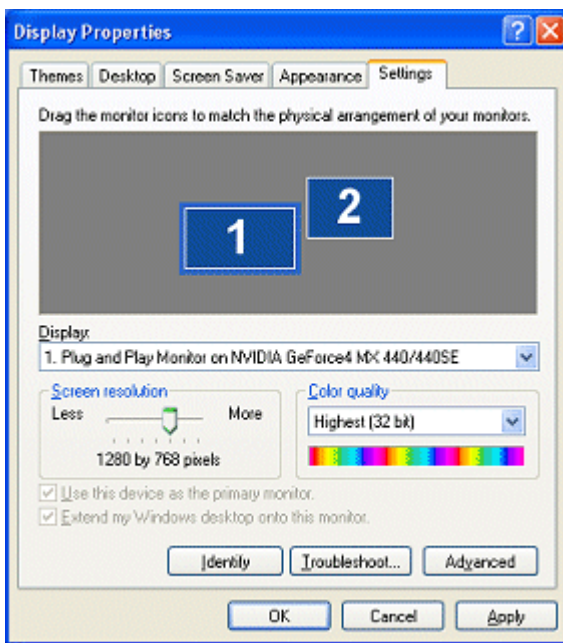 Display Properties
Themes Desktop Screen Saver Appearance Settings
Drag the monitor icons to match the physical arrangement of your monitors.
1 2
Display:
1. Plug and Play Monitor on NVIDIA GeForce4 MX 440/440SE
Screen resolution Color quality
Less More Highest (32 bit)
1280 by 768 pixels
Use this device as the primary monitor.
Extend my Windows desktop onto this monitor.
Identify Troubleshoot... Advanced
OK Cancel Apply